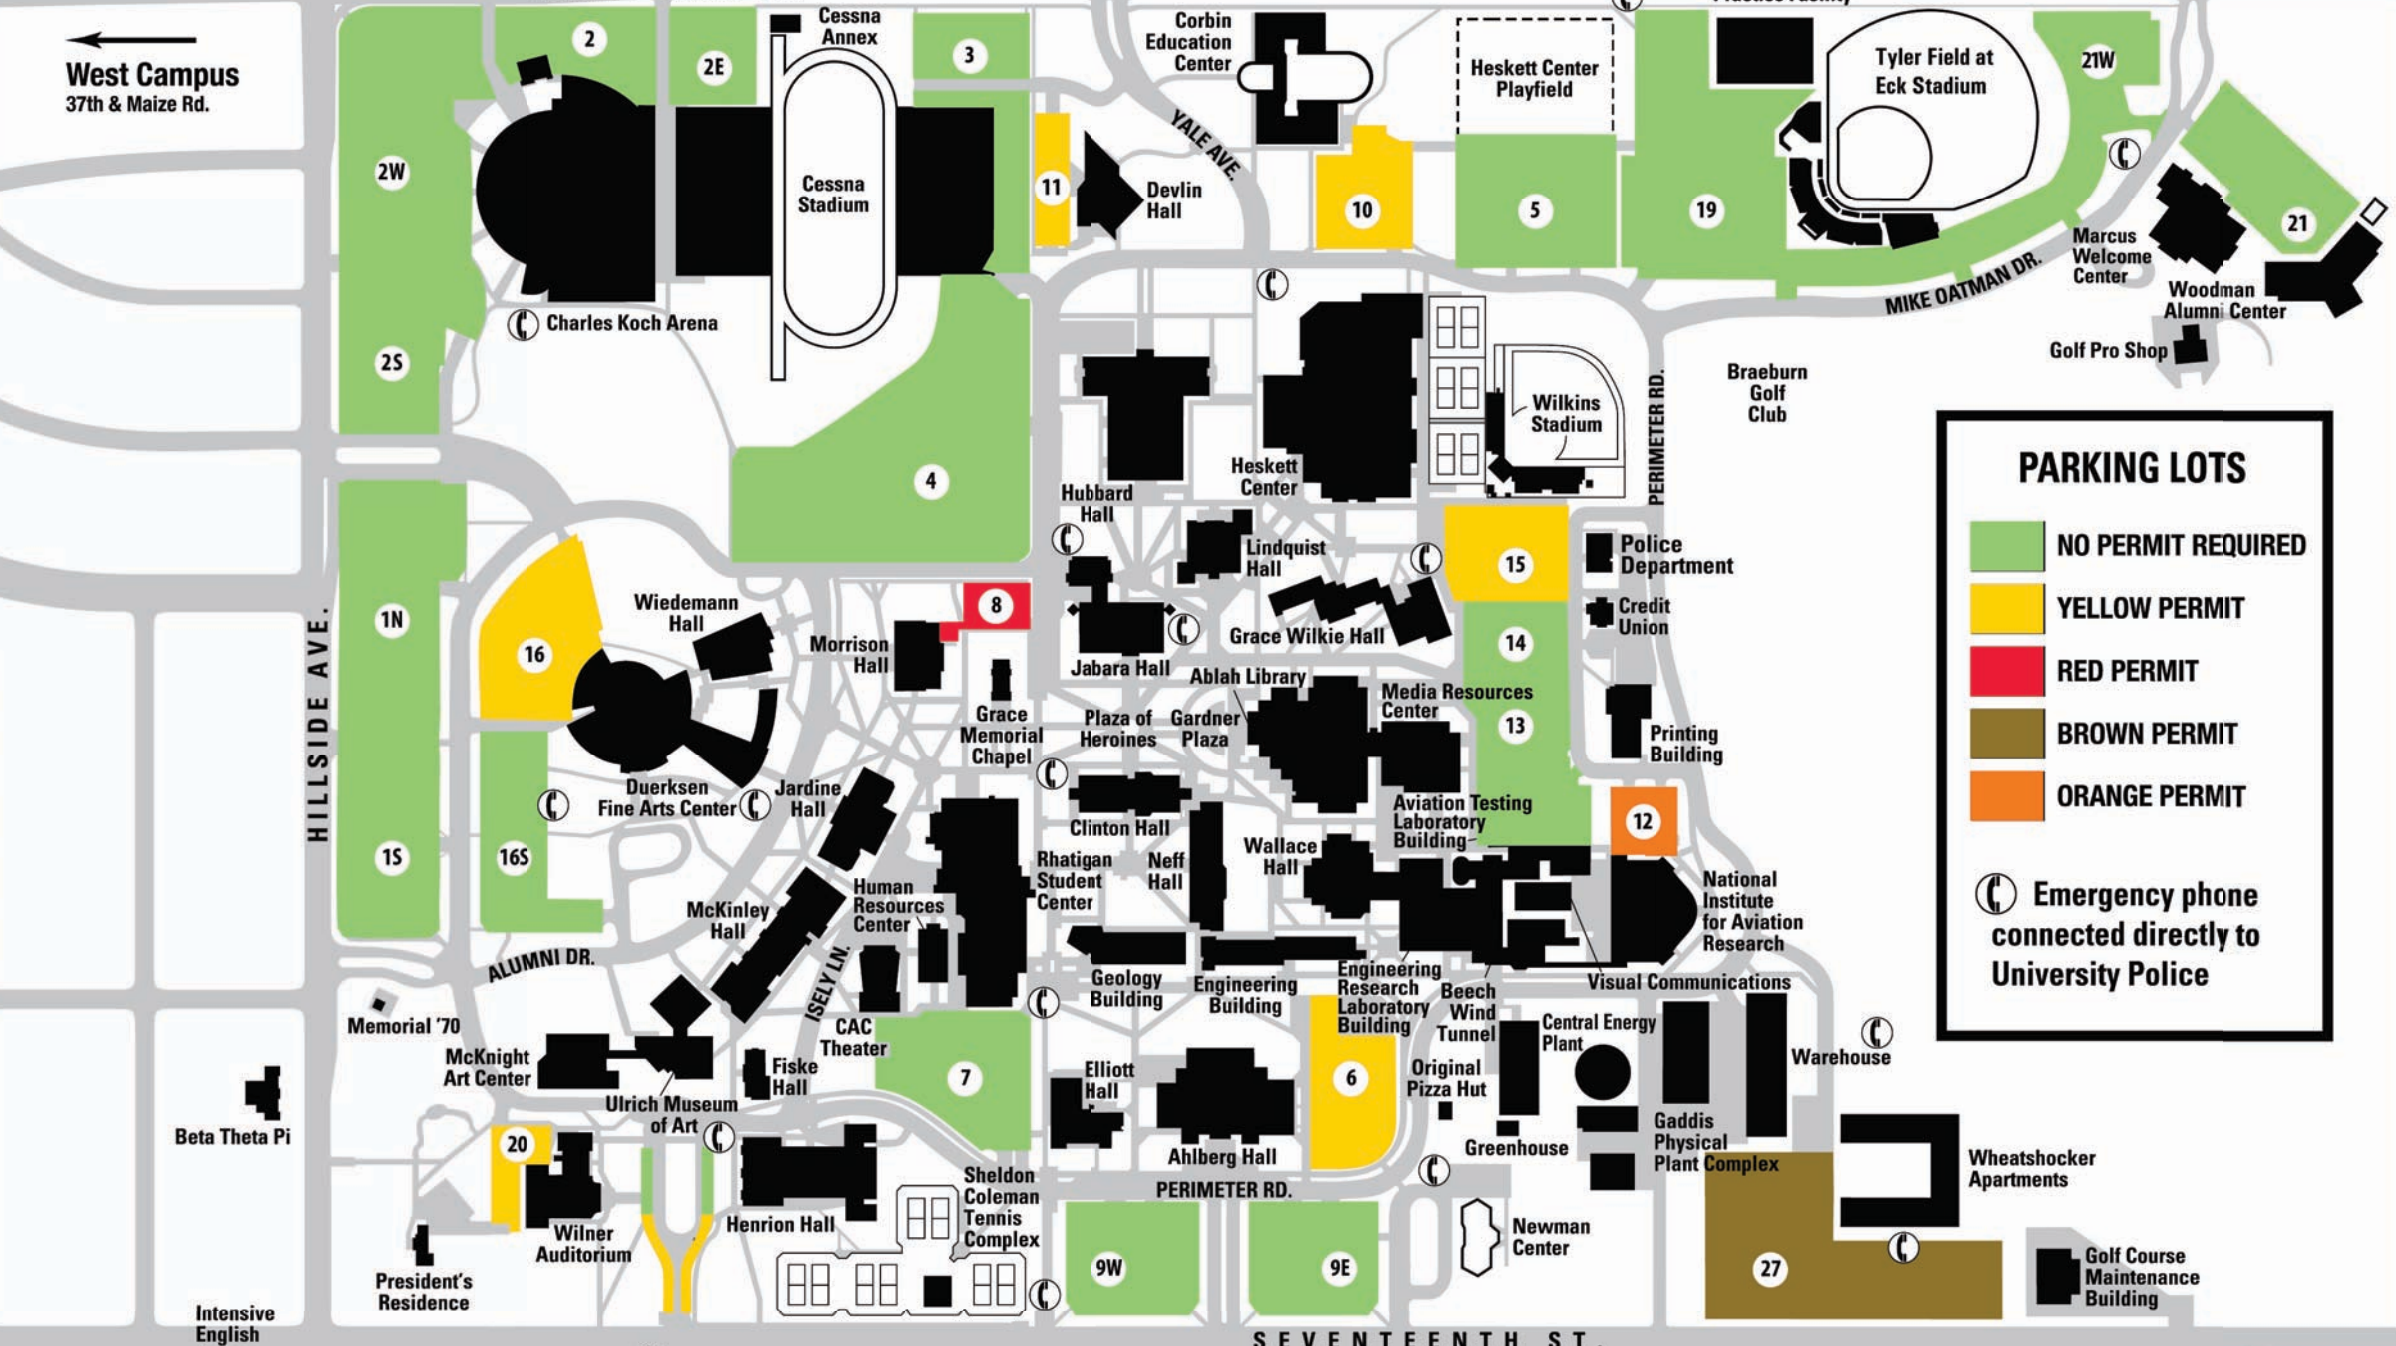 Practice Facility
Cessna
Annex
2
2E
3
Corbin
Education
Center
Heskett Center
Playfield
Tyler Field at
Eck Stadium
21W
West Campus
37th & Maize Rd.
2W
Cessna
Stadium
11
Devlin
Hall
YALE AVE.
10
5
19
21
Marcus
Welcome
Center
MIKE OATMAN DR.
Woodman
Alumni Center
Charles Koch Arena
2S
Golf Pro Shop
Braeburn
Golf
Club
Wilkins
Stadium
PERIMETER RD.
Heskett
Center
4
Hubbard
Hall
Lindquist
Hall
15
Police
Department
Wiedemann
Hall
Morrison
Hall
8
Jabara Hall
Grace Wilkie Hall
Credit
Union
14
1N
16
HILLSIDE AVE.
Ablah Library
Media Resources
Center
Grace
Memorial
Chapel
Plaza of
Heroines
Gardner
Plaza
13
Printing
Building
Duerksen
Fine Arts Center
Jardine
Hall
Clinton Hall
Aviation Testing
Laboratory
Building
12
1S
16S
Rhatigan
Student
Center
Neff
Hall
Wallace
Hall
National
Institute
for Aviation
Research
McKinley
Hall
Human
Resources
Center
ALUMNI DR.
ISELY LN.
Geology
Building
Engineering
Building
Engineering
Research
Laboratory
Building
Beech
Wind
Tunnel
Visual Communications
Memorial '70
CAC
Theater
Central Energy
Plant
Warehouse
McKnight
Art Center
Fiske
Hall
7
Elliott
Hall
6
Original
Pizza Hut
Ulrich Museum
of Art
Beta Theta Pi
20
Ahlberg Hall
Greenhouse
Gaddis
Physical
Plant Complex
Wheatshocker
Apartments
Sheldon
Coleman
Tennis
Complex
PERIMETER RD.
Henrion Hall
Wilner
Auditorium
Newman
Center
9W
9E
27
Golf Course
Maintenance
Building
President's
Residence
Intensive
English
SEVENTEENTH ST.
PARKING LOTS
NO PERMIT REQUIRED
YELLOW PERMIT
RED PERMIT
BROWN PERMIT
ORANGE PERMIT
Emergency phone
connected directly to
University Police